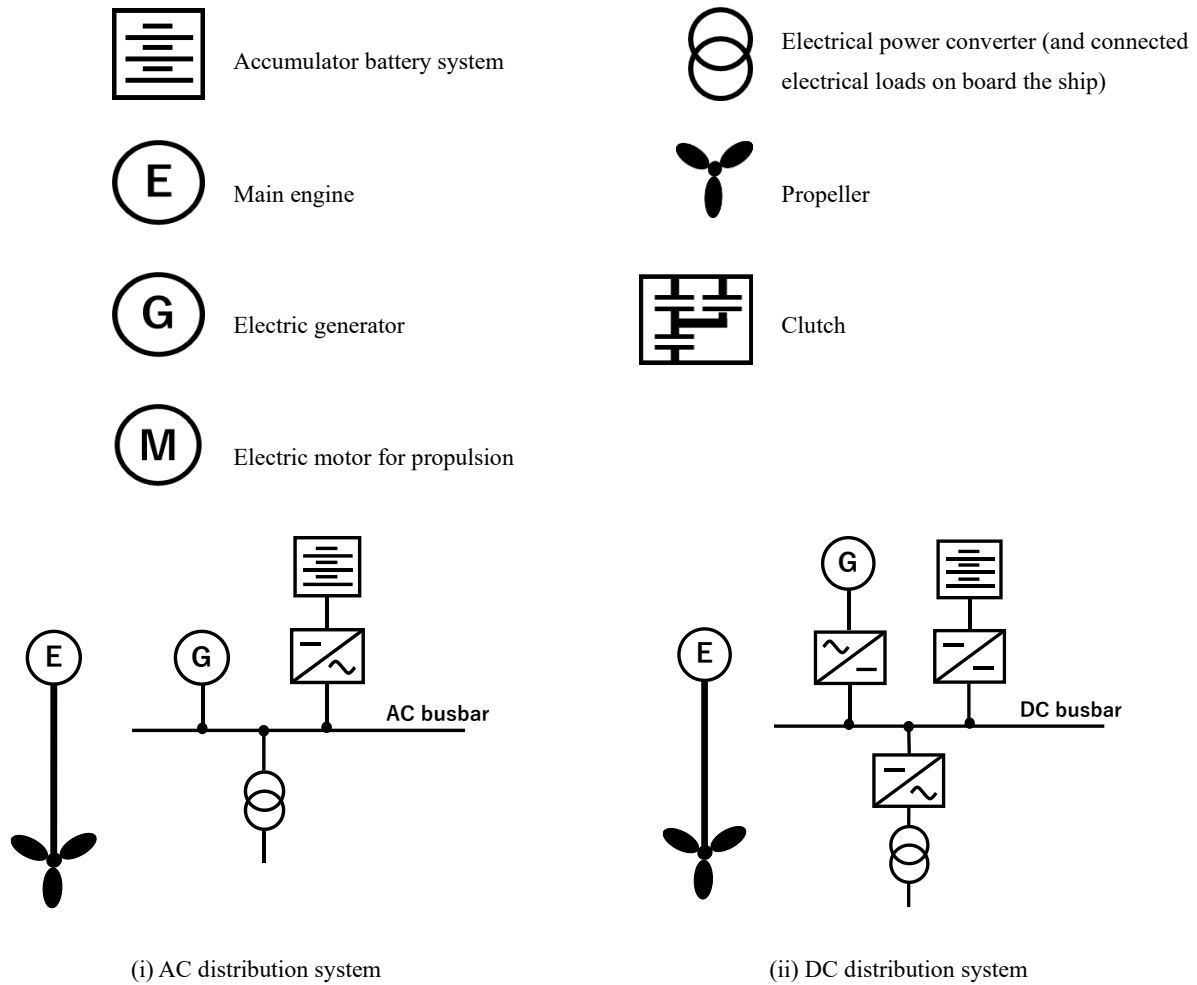 Accumulator battery system
Electrical power converter (and connected
electrical loads on board the ship)
E
Main engine
Propeller
G
Electric generator
Clutch
M
Electric motor for propulsion
E
G
AC busbar
(i) AC distribution system
G
E
DC busbar
(ii) DC distribution system